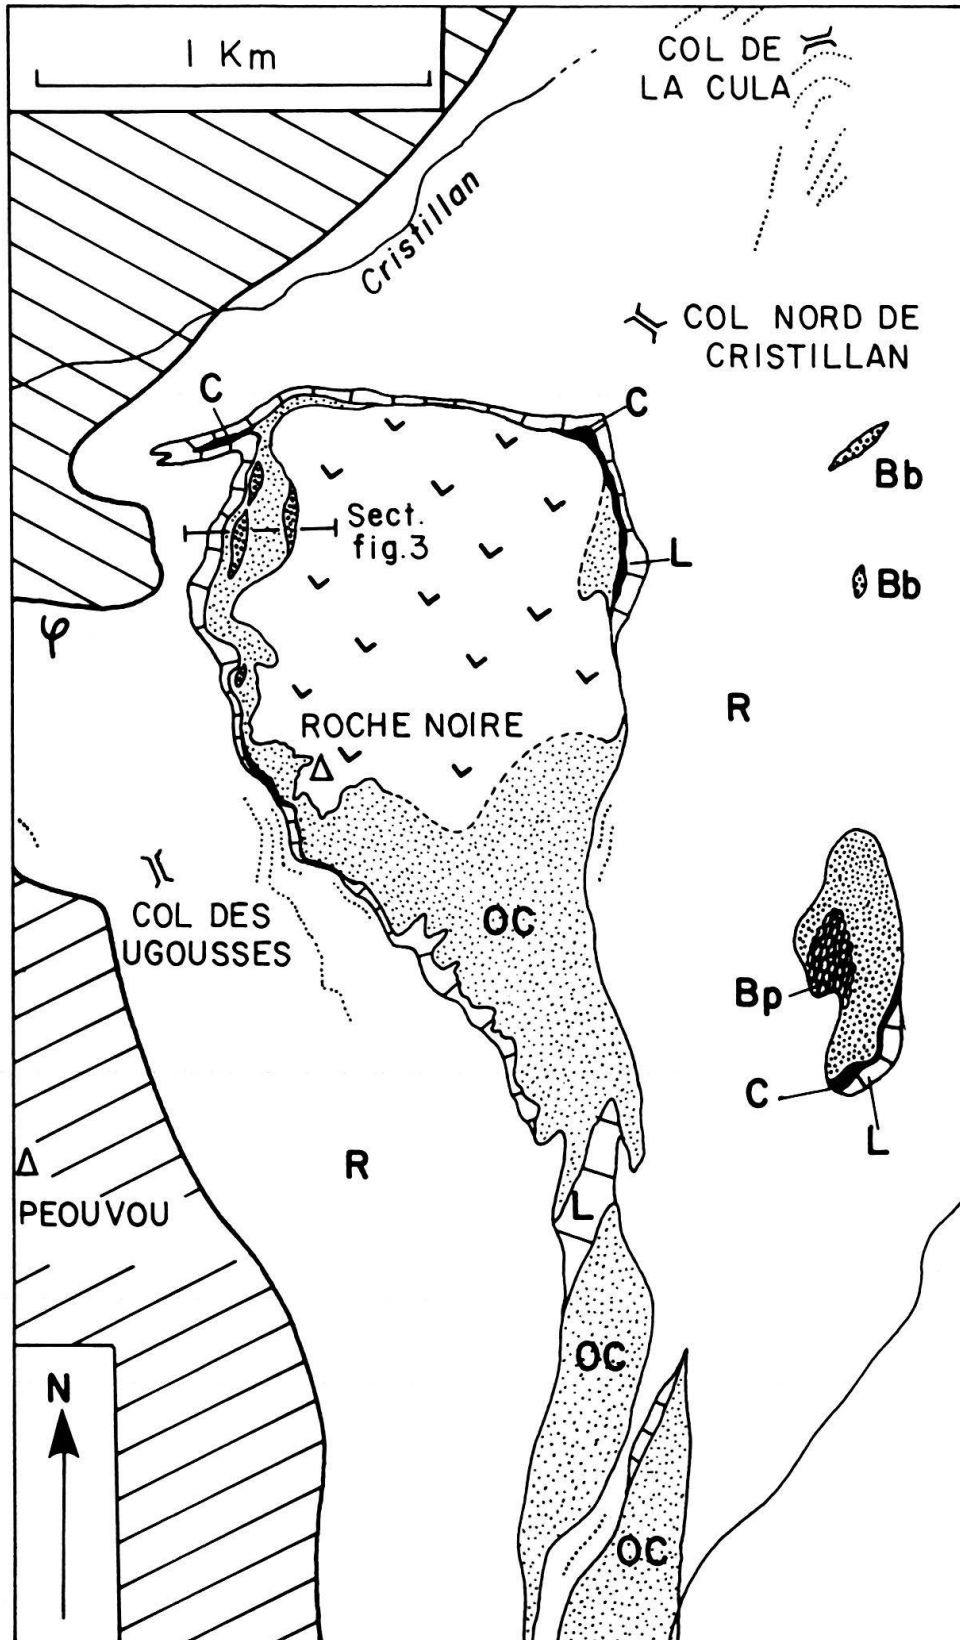 1 Km
COL DE
LA CULA
Cristillan
COL NORD DE
CRISTILLAN
C
C
Bb
Sect.
fig.3
L
Bb
φ
R
ROCHE NOIRE
COL DES
UGOUSSES
OC
Bp
C
L
R
L
PEOUVOU
OC
N
OC